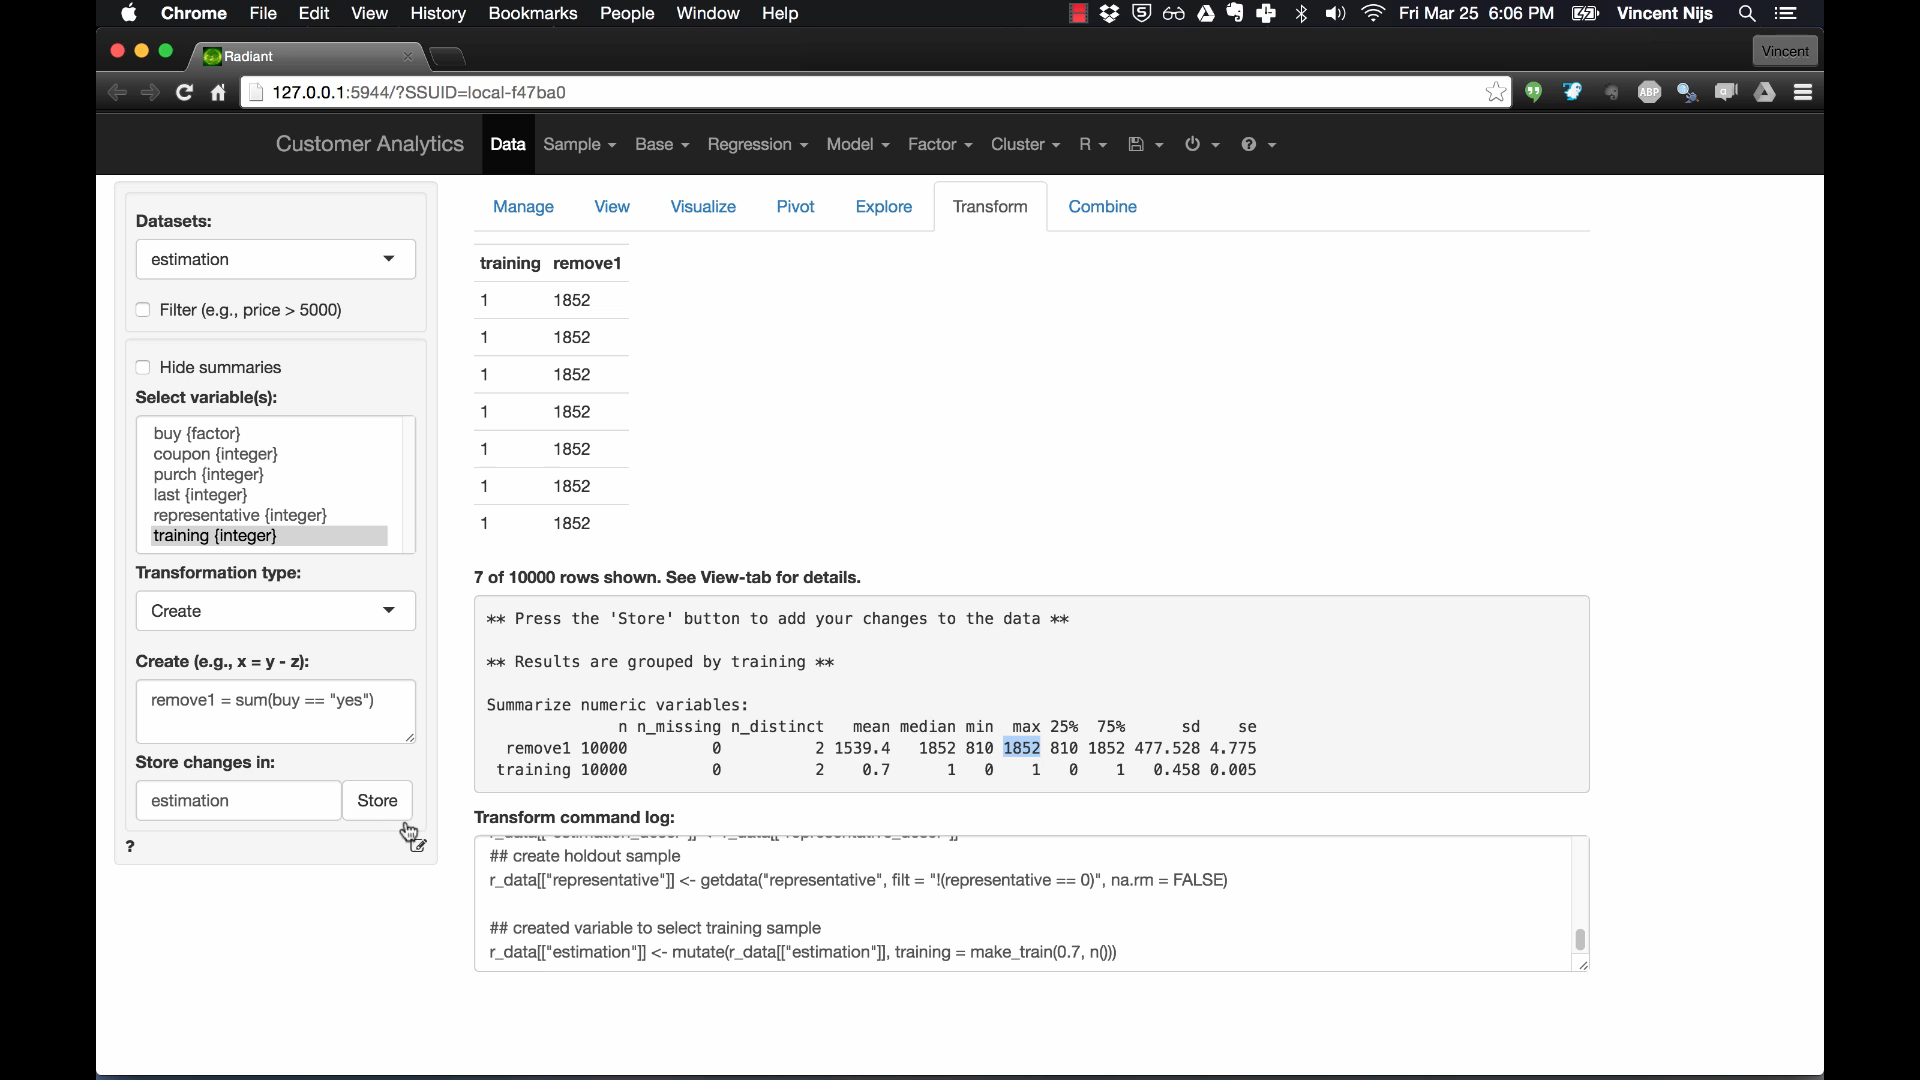 Chrome File Edit View History Bookmarks People Window Help Fri Mar 25 6:06 PM Vincent Nijs
Radiant Vincent
127.0.0.1:5944/?SSUID=local-f47ba0
ABP
Customer Analytics Data Sample Base Regression Model Factor Cluster R
Manage View Visualize Pivot Explore Transform Combine
Datasets:
estimation
Filter (e.g., price > 5000)
Hide summaries
Select variable(s):
buy {factor}
coupon {integer}
purch {integer}
last {integer}
representative {integer}
training {integer}
Transformation type:
Create
Create (e.g., x = y - z):
remove1 = sum(buy == "yes")
Store changes in:
estimation Store
?
training remove1
1 1852
1 1852
1 1852
1 1852
1 1852
1 1852
1 1852
7 of 10000 rows shown. See View-tab for details.
** Press the 'Store' button to add your changes to the data **
** Results are grouped by training **
Summarize numeric variables:
n n_missing n_distinct mean median min max 25% 75% sd se
remove1 10000 0 2 1539.4 1852 810 1852 810 1852 477.528 4.775
training 10000 0 2 0.7 1 0 1 0 1 0.458 0.005
Transform command log:
## create holdout sample
r_data[["representative"]] <- getdata("representative", filt = "!(representative == 0)", na.rm = FALSE)
## created variable to select training sample
r_data[["estimation"]] <- mutate(r_data[["estimation"]], training = make_train(0.7, n()))